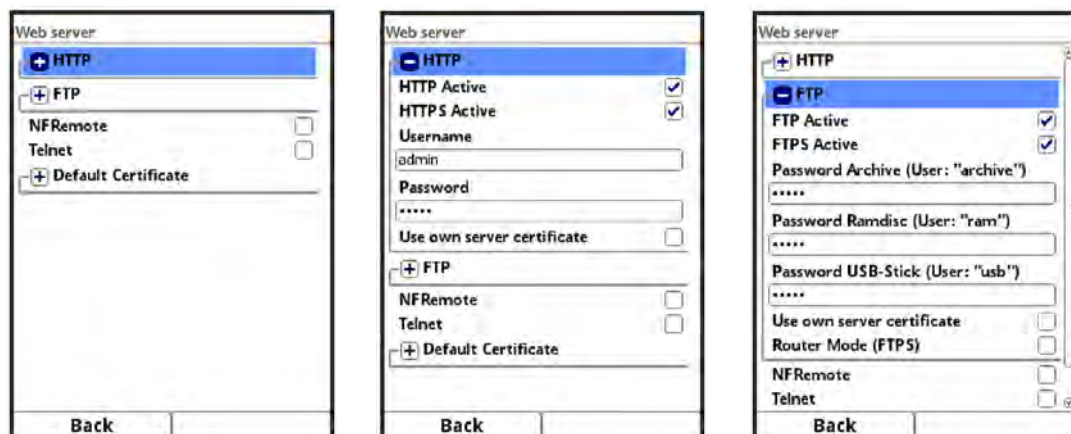 Web server
HTTP
FTP
NFRemote
Telnet
Default Certificate
Back
Web server
HTTP
HTTP Active
HTTPS Active
Username
admin
Password
•••••
Use own server certificate
FTP
NFRemote
Telnet
Default Certificate
Back
Web server
HTTP
FTP
FTP Active
FTPS Active
Password Archive (User: "archive")
•••••
Password Ramdisc (User: "ram")
•••••
Password USB-Stick (User: "usb")
•••••
Use own server certificate
Router Mode (FTPS)
NFRemote
Telnet
Back